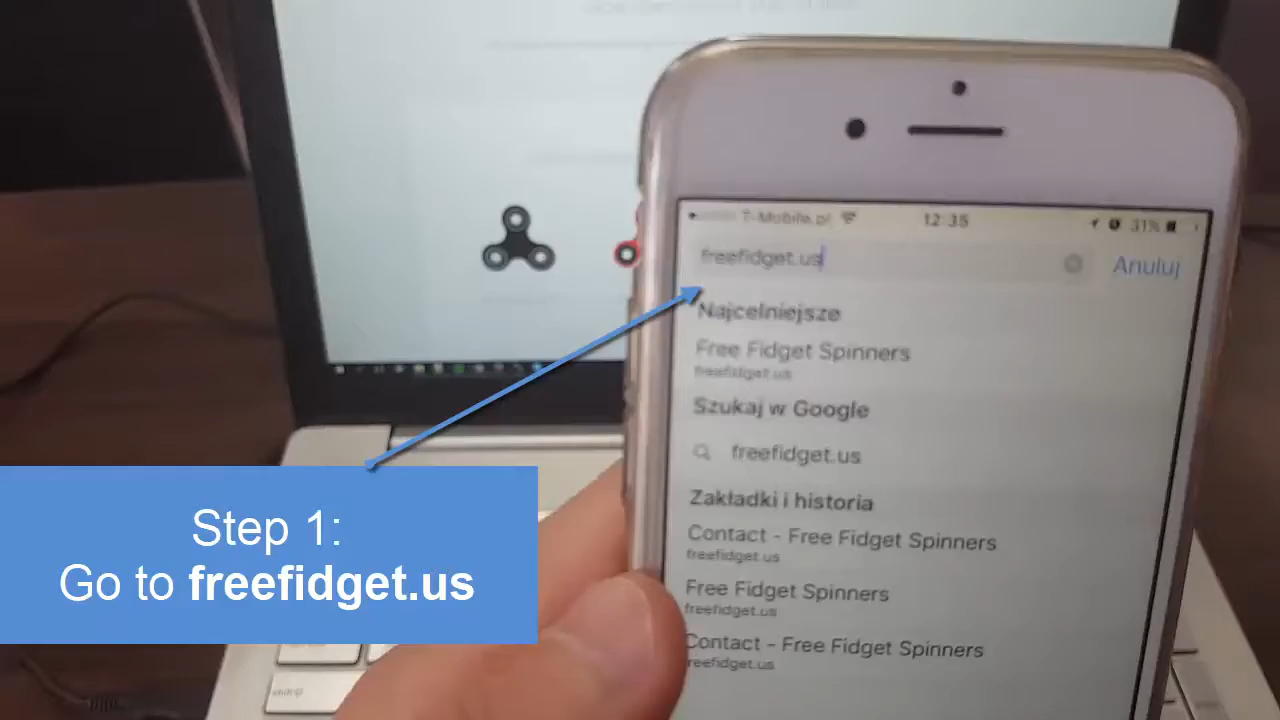 T-Mobile.pl 12:35 31%
freefidget.us Anuluj
Najcelniejsze
Free Fidget Spinners
freefidget.us
Szukaj w Google
freefidget.us
Zakładki i historia
Contact - Free Fidget Spinners
freefidget.us
Free Fidget Spinners
freefidget.us
Contact - Free Fidget Spinners
freefidget.us
Step 1:
Go to freefidget.us